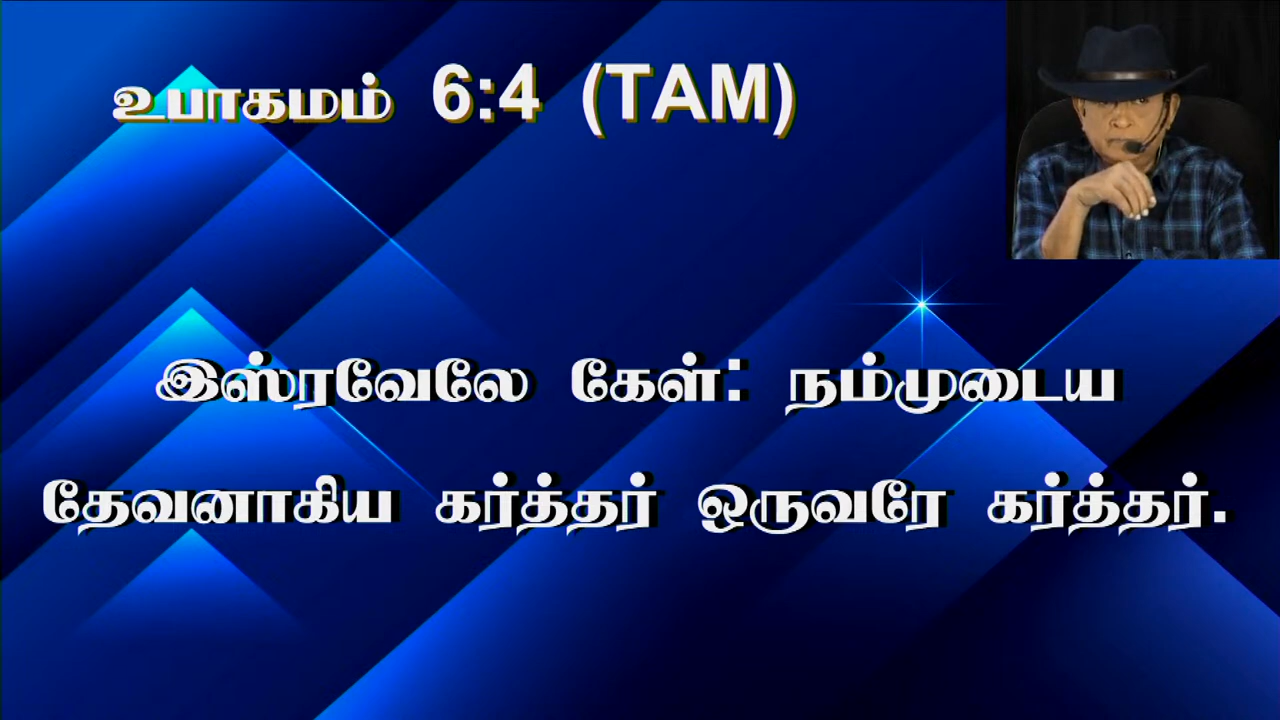 உபாகமம் 6:4 (TAM)
இஸ்ரவேலே கேள்: நம்முடைய
தேவனாகிய கர்த்தர் ஒருவரே கர்த்தர்.